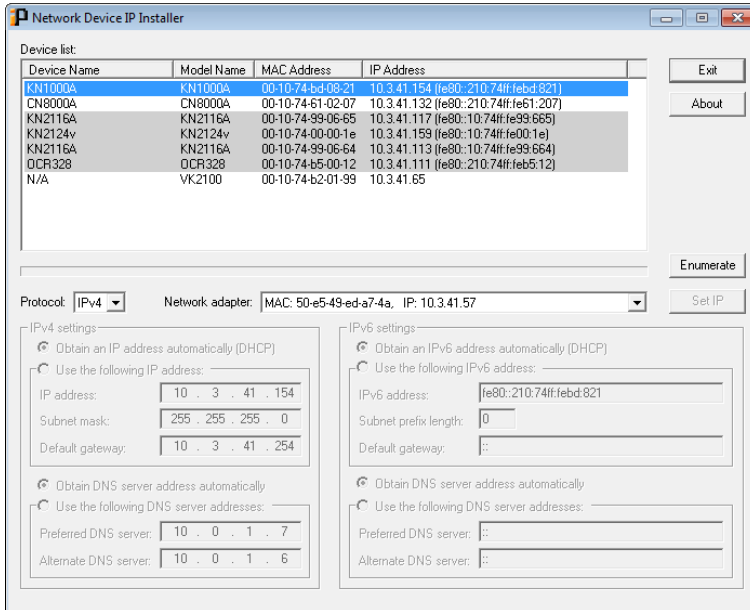 Network Device IP Installer
Device list:
Device Name Model Name MAC Address IP Address
KN1000A KN1000A 00-10-74-bd-08-21 10.3.41.154 (fe80::210:74ff:febd:821)
CN8000A CN8000A 00-10-74-61-02-07 10.3.41.132 (fe80::210:74ff:fe61:207)
KN2116A KN2116A 00-10-74-99-06-65 10.3.41.117 (fe80::10:74ff:fe99:665)
KN2124v KN2124v 00-10-74-00-00-1e 10.3.41.159 (fe80::10:74ff:fe00:1e)
KN2116A KN2116A 00-10-74-99-06-64 10.3.41.113 (fe80::10:74ff:fe99:664)
OCR328 OCR328 00-10-74-b5-00-12 10.3.41.111 (fe80::210:74ff:feb5:12)
N/A VK2100 00-10-74-b2-01-99 10.3.41.65
Exit
About
Enumerate
Protocol: IPv4 Network adapter: MAC: 50-e5-49-ed-a7-4a, IP: 10.3.41.57 Set IP
IPv4 settings
Obtain an IP address automatically (DHCP)
Use the following IP address:
IP address: 10 . 3 . 41 . 154
Subnet mask: 255 . 255 . 255 . 0
Default gateway: 10 . 3 . 41 . 254
Obtain DNS server address automatically
Use the following DNS server addresses:
Preferred DNS server: 10 . 0 . 1 . 7
Alternate DNS server: 10 . 0 . 1 . 6
IPv6 settings
Obtain an IPv6 address automatically (DHCP)
Use the following IPv6 address:
IPv6 address: fe80::210:74ff:febd:821
Subnet prefix length: 0
Default gateway: ::
Obtain DNS server address automatically
Use the following DNS server addresses:
Preferred DNS server: ::
Alternate DNS server: ::